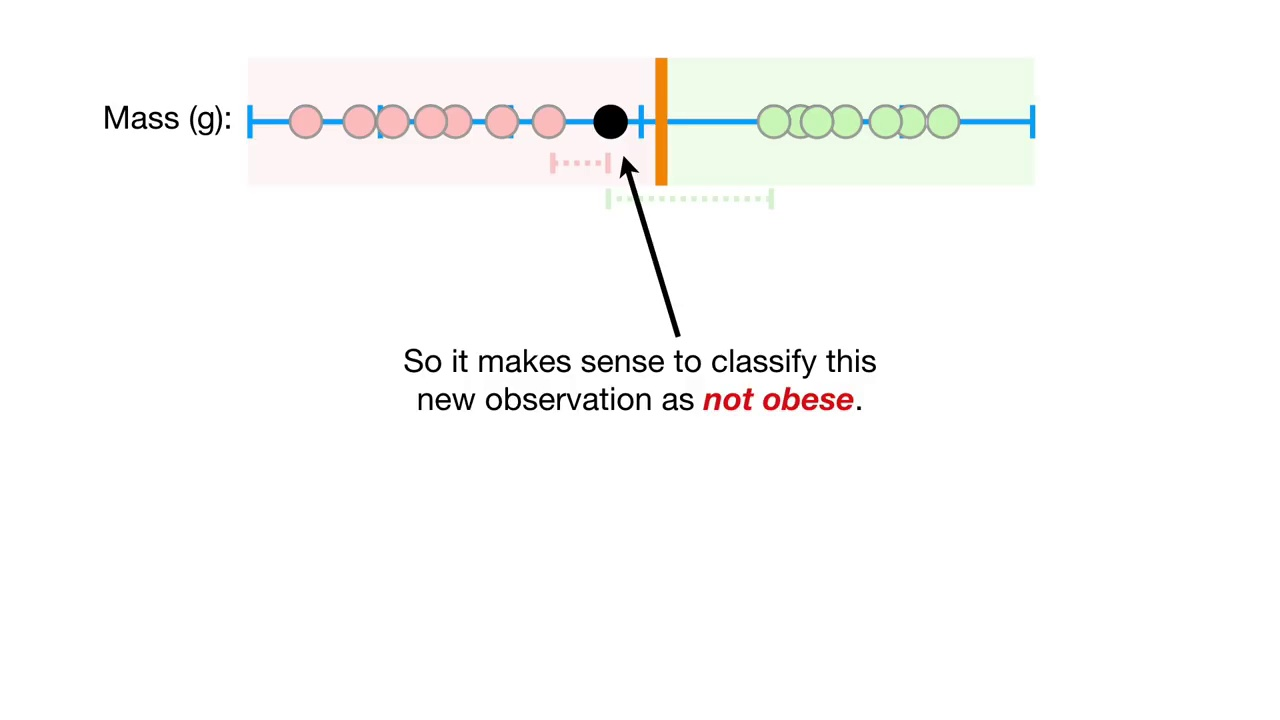 Mass (g):
So it makes sense to classify this
new observation as not obese.